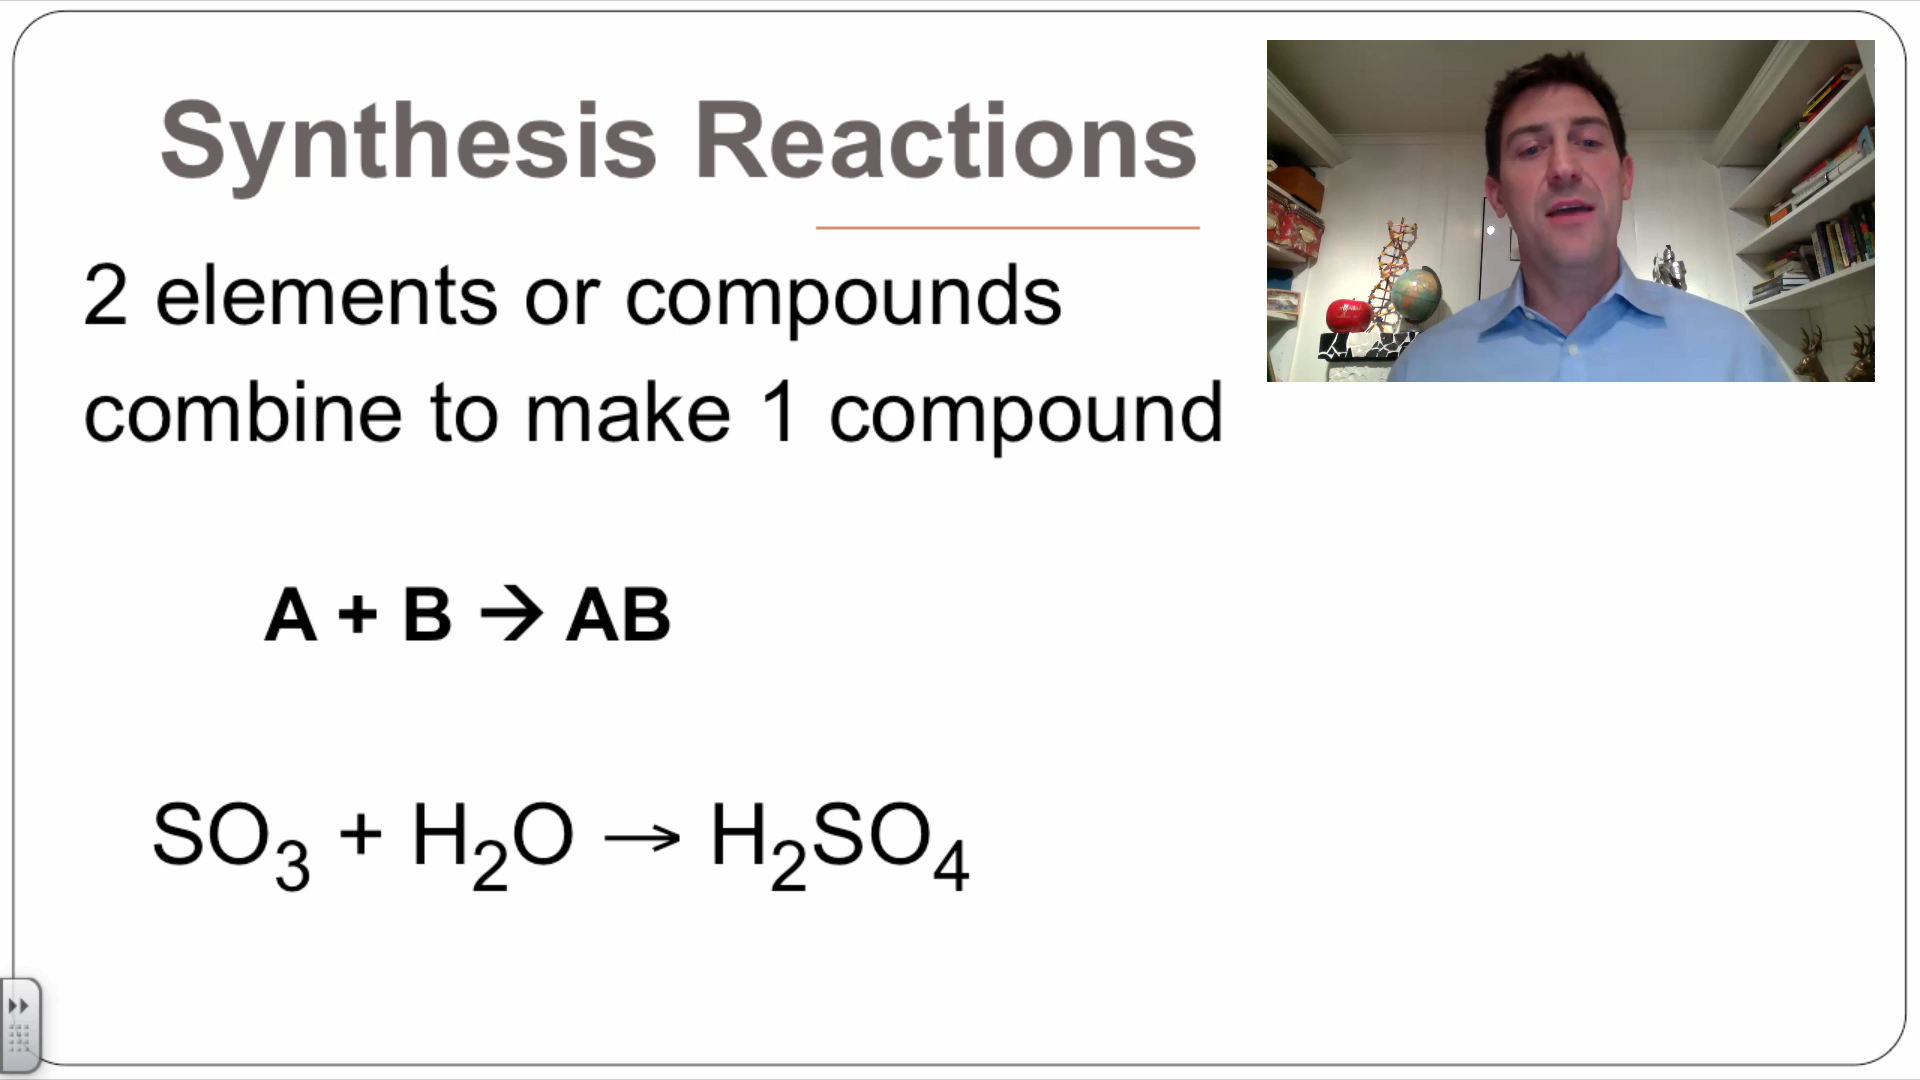 Synthesis Reactions
2 elements or compounds
combine to make 1 compound
A + B → AB
SO₃ + H₂O → H₂SO₄